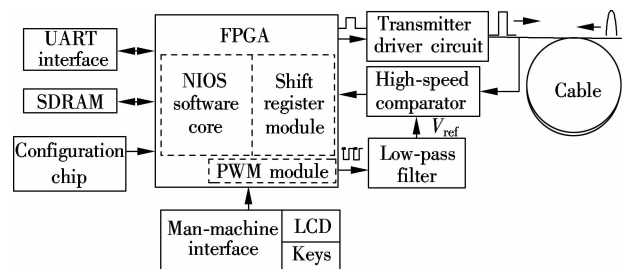 UART
interface
SDRAM
Configuration
chip
FPGA
NIOS
software
core
Shift
register
module
PWM module
Transmitter
driver circuit
High-speed
comparator
Vref
Low-pass
filter
Cable
Man-machine
interface
LCD
Keys